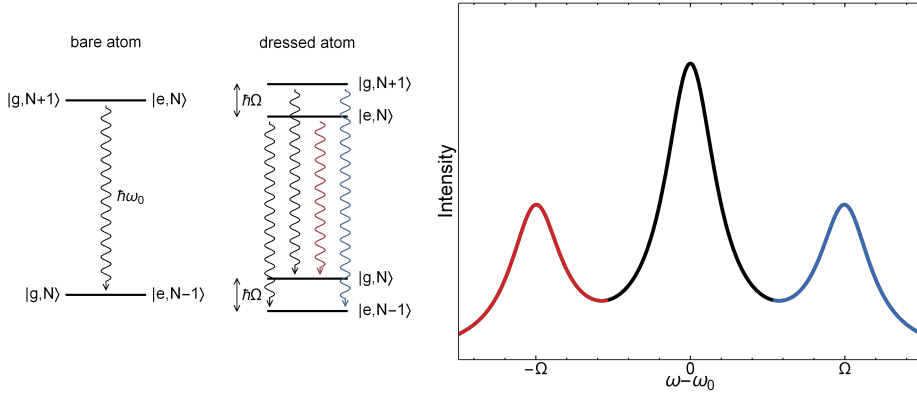 bare atom
dressed atom
|g,N+1⟩
|e,N⟩
ħω₀
|g,N⟩
|e,N−1⟩
ħΩ
|g,N+1⟩
|e,N⟩
ħΩ
|g,N⟩
|e,N−1⟩
Intensity
−Ω
0
Ω
ω−ω₀